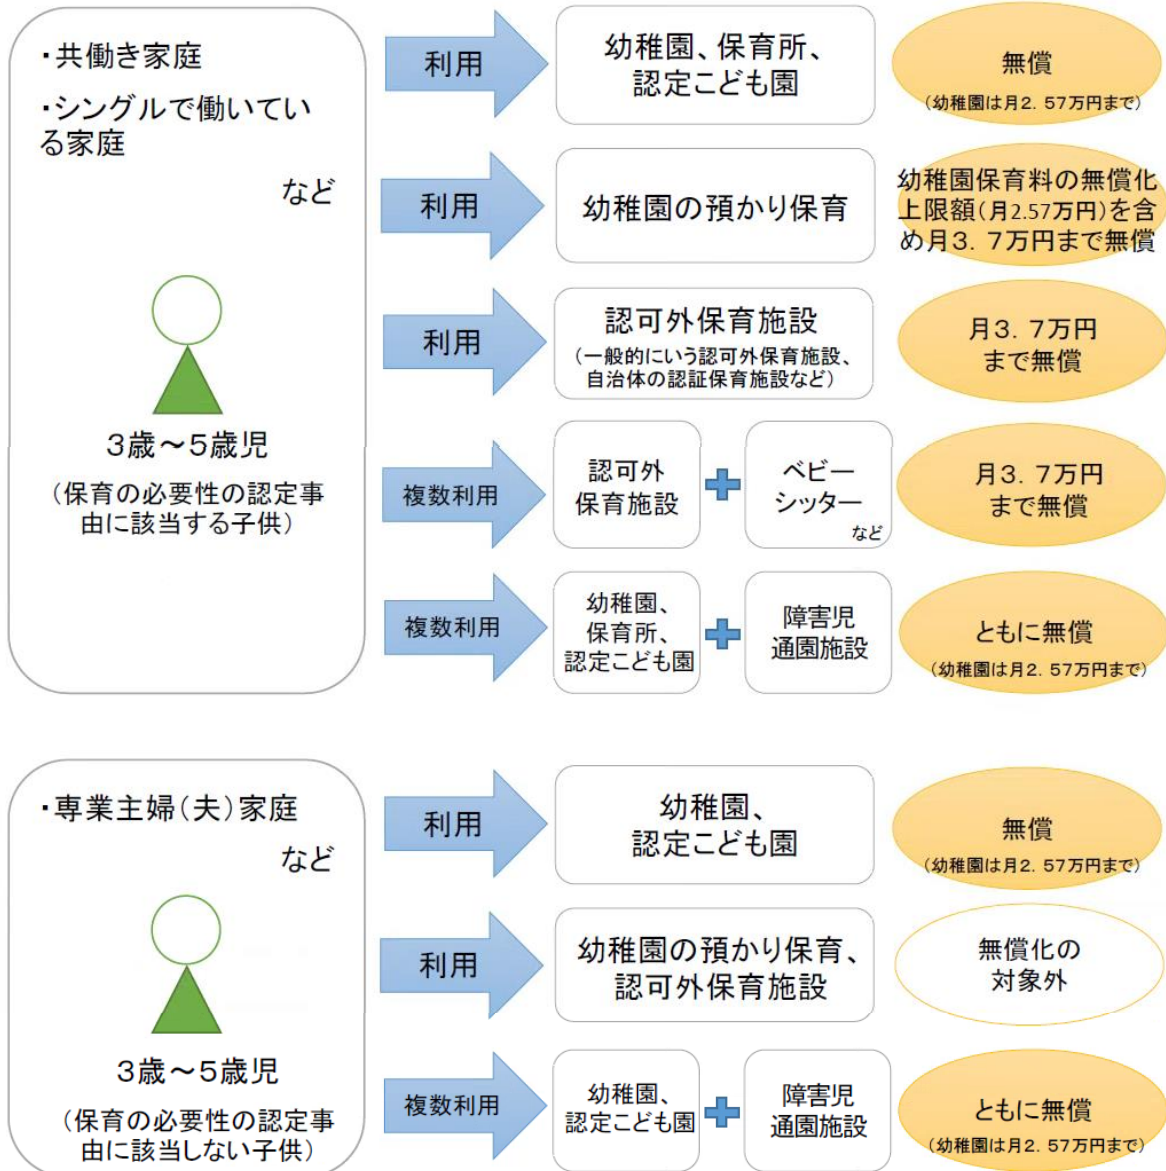 ・共働き家庭
・シングルで働いてい
る家庭
など
3歳～5歳児
（保育の必要性の認定事
由に該当する子供）
利用
幼稚園、保育所、
認定こども園
無償
（幼稚園は月2．57万円まで）
利用
幼稚園の預かり保育
幼稚園保育料の無償化
上限額（月2.57万円）を含
め月3．7万円まで無償
利用
認可外保育施設
（一般的にいう認可外保育施設、
自治体の認証保育施設など）
月3．7万円
まで無償
複数利用
認可外
保育施設
ベビー
シッター
など
月3．7万円
まで無償
複数利用
幼稚園、
保育所、
認定こども園
障害児
通園施設
ともに無償
（幼稚園は月2．57万円まで）
・専業主婦（夫）家庭
など
3歳～5歳児
（保育の必要性の認定事
由に該当しない子供）
利用
幼稚園、
認定こども園
無償
（幼稚園は月2．57万円まで）
利用
幼稚園の預かり保育、
認可外保育施設
無償化の
対象外
複数利用
幼稚園、
認定こども園
障害児
通園施設
ともに無償
（幼稚園は月2．57万円まで）